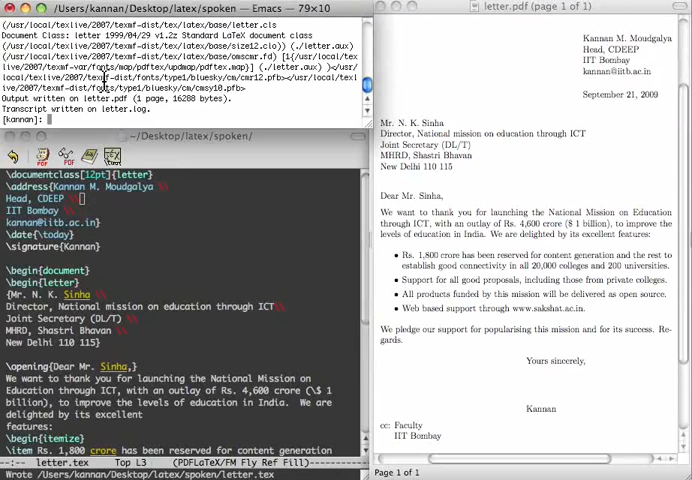 /Users/kannan/Desktop/latex/spoken — Emacs — 79×10
(/usr/local/texlive/2007/texmf-dist/tex/latex/base/letter.cls
Document Class: letter 1999/04/29 v1.2z Standard LaTeX document class
(/usr/local/texlive/2007/texmf-dist/tex/latex/base/size12.clo)) (./letter.aux)
(/usr/local/texlive/2007/texmf-dist/tex/latex/base/omscmr.fd) [1{/usr/local/tex
live/2007/texmf-var/fonts/map/pdftex/updmap/pdftex.map}] (./letter.aux) )</usr/
local/texlive/2007/texmf-dist/fonts/type1/bluesky/cm/cmr12.pfb></usr/local/texl
ive/2007/texmf-dist/fonts/type1/bluesky/cm/cmsy10.pfb>
Output written on letter.pdf (1 page, 16288 bytes).
Transcript written on letter.log.
[kannan]:
~/Desktop/latex/spoken/
\documentclass[12pt]{letter}
\address{Kannan M. Moudgalya \\
Head, CDEEP \\
IIT Bombay \\
kannan@iitb.ac.in}
\date{\today}
\signature{Kannan}
\begin{document}
\begin{letter}
{Mr. N. K. Sinha \\
Director, National mission on education through ICT\\
Joint Secretary (DL/T) \\
MHRD, Shastri Bhavan \\
New Delhi 110 115}
\opening{Dear Mr. Sinha,}
We want to thank you for launching the National Mission on
Education through ICT, with an outlay of Rs. 4,600 crore (\$ 1
billion), to improve the levels of education in India.  We are
delighted by its excellent
features:
\begin{itemize}
\item Rs. 1,800 crore has been reserved for content generation
--:-- letter.tex Top L3 (PDFLaTeX/FM Fly Ref Fill)
Wrote /Users/kannan/Desktop/latex/spoken/letter.tex
letter.pdf (1 page)
Kannan M. Moudgalya
Head, CDEEP
IIT Bombay
kannan@iitb.ac.in
September 21, 2009
Mr. N. K. Sinha
Director, National mission on education through ICT
Joint Secretary (DL/T)
MHRD, Shastri Bhavan
New Delhi 110 115
Dear Mr. Sinha,
We want to thank you for launching the National Mission on Education
through ICT, with an outlay of Rs. 4,600 crore ($ 1 billion), to improve the
levels of education in India. We are delighted by its excellent features:
• Rs. 1,800 crore has been reserved for content generation and the rest to
establish good connectivity in all 20,000 colleges and 200 universities.
• Support for all good proposals, including those from private colleges.
• All products funded by this mission will be delivered as open source.
• Web based support through www.sakshat.ac.in.
We pledge our support for popularising this mission and for its success. Re-
gards.
Yours sincerely,
Kannan
cc: Faculty
IIT Bombay
Page 1 of 1